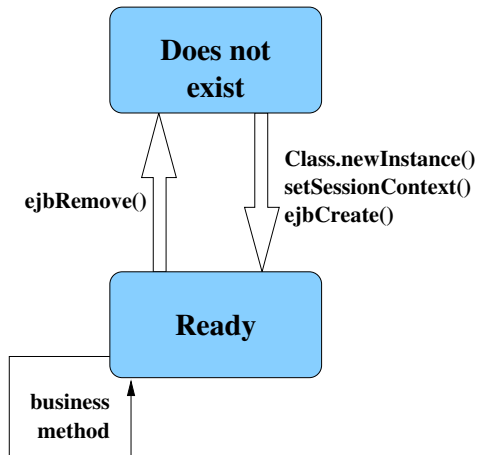 Does not
exist
Class.newInstance()
setSessionContext()
ejbCreate()
ejbRemove()
Ready
business
method